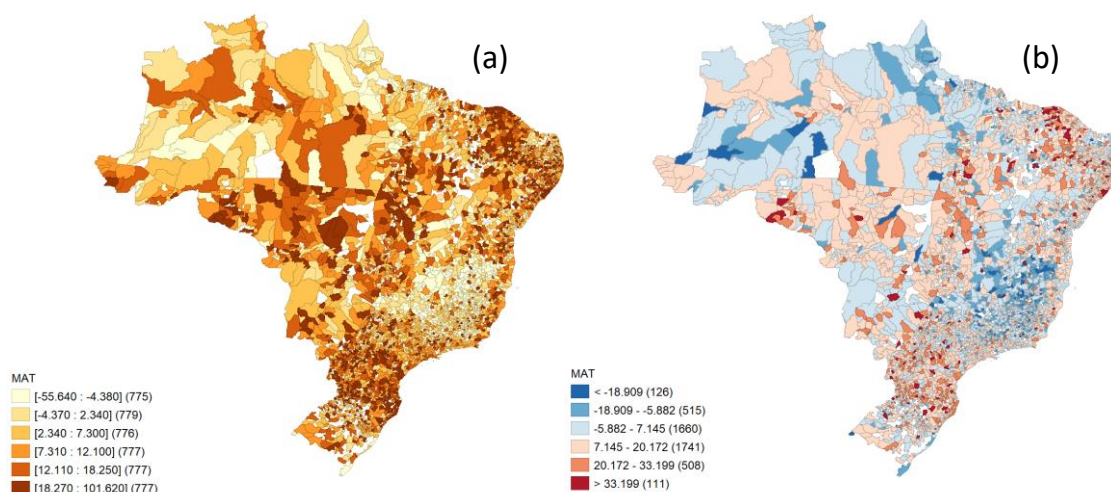 (a)
MAT
[-55.640 : -4.380] (775)
[-4.370 : 2.340] (779)
[2.340 : 7.300] (776)
[7.310 : 12.100] (777)
[12.110 : 18.250] (777)
[18.270 : 101.620] (777)
(b)
MAT
< -18.909 (126)
-18.909 - -5.882 (515)
-5.882 - 7.145 (1660)
7.145 - 20.172 (1741)
20.172 - 33.199 (508)
> 33.199 (111)